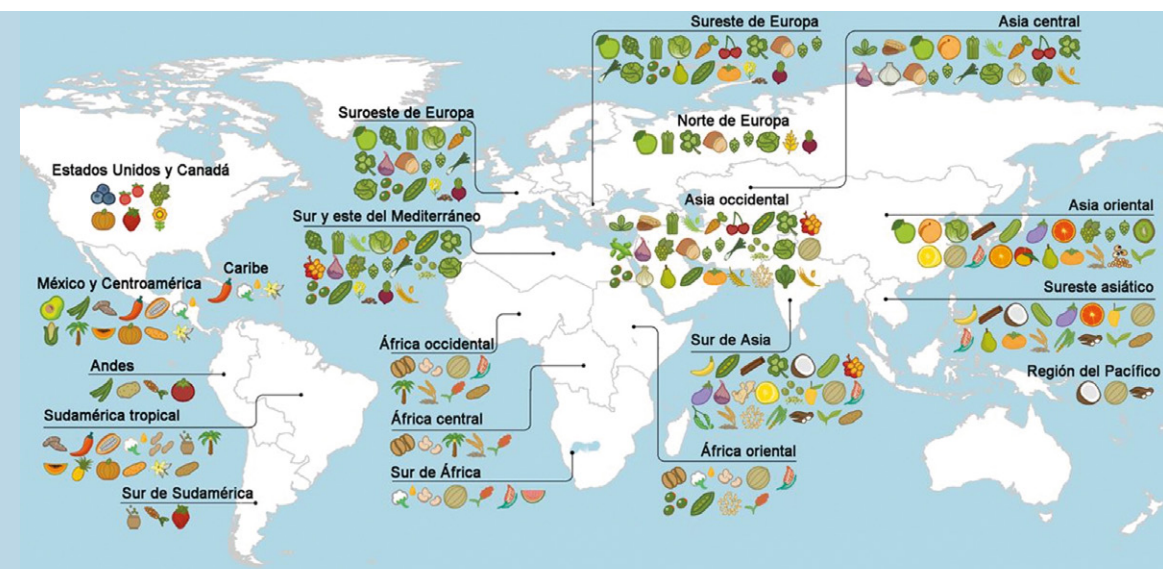 Sureste de Europa
Asia central
Suroeste de Europa
Norte de Europa
Estados Unidos y Canadá
Asia occidental
Asia oriental
Sur y este del Mediterráneo
Caribe
México y Centroamérica
Sureste asiático
África occidental
Sur de Asia
Andes
Región del Pacífico
Sudamérica tropical
África central
África oriental
Sur de África
Sur de Sudamérica